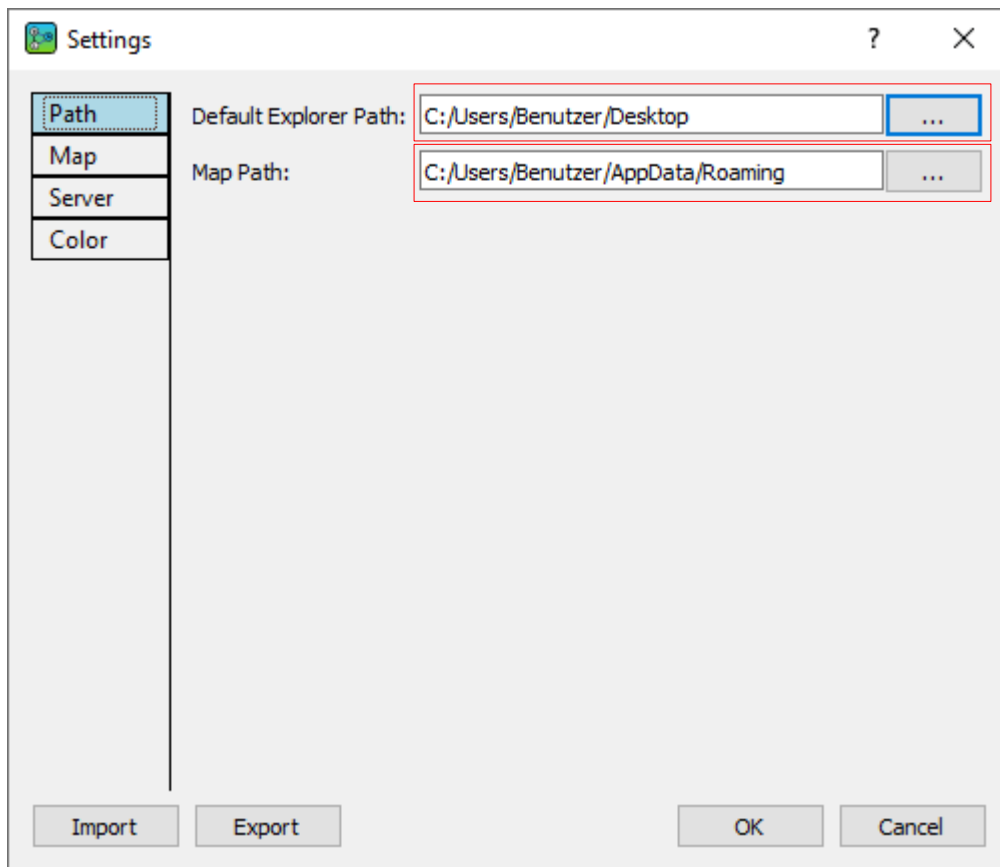 Settings
?
Path
Map
Server
Color
Default Explorer Path: C:/Users/Benutzer/Desktop ...
Map Path: C:/Users/Benutzer/AppData/Roaming ...
Import Export OK Cancel